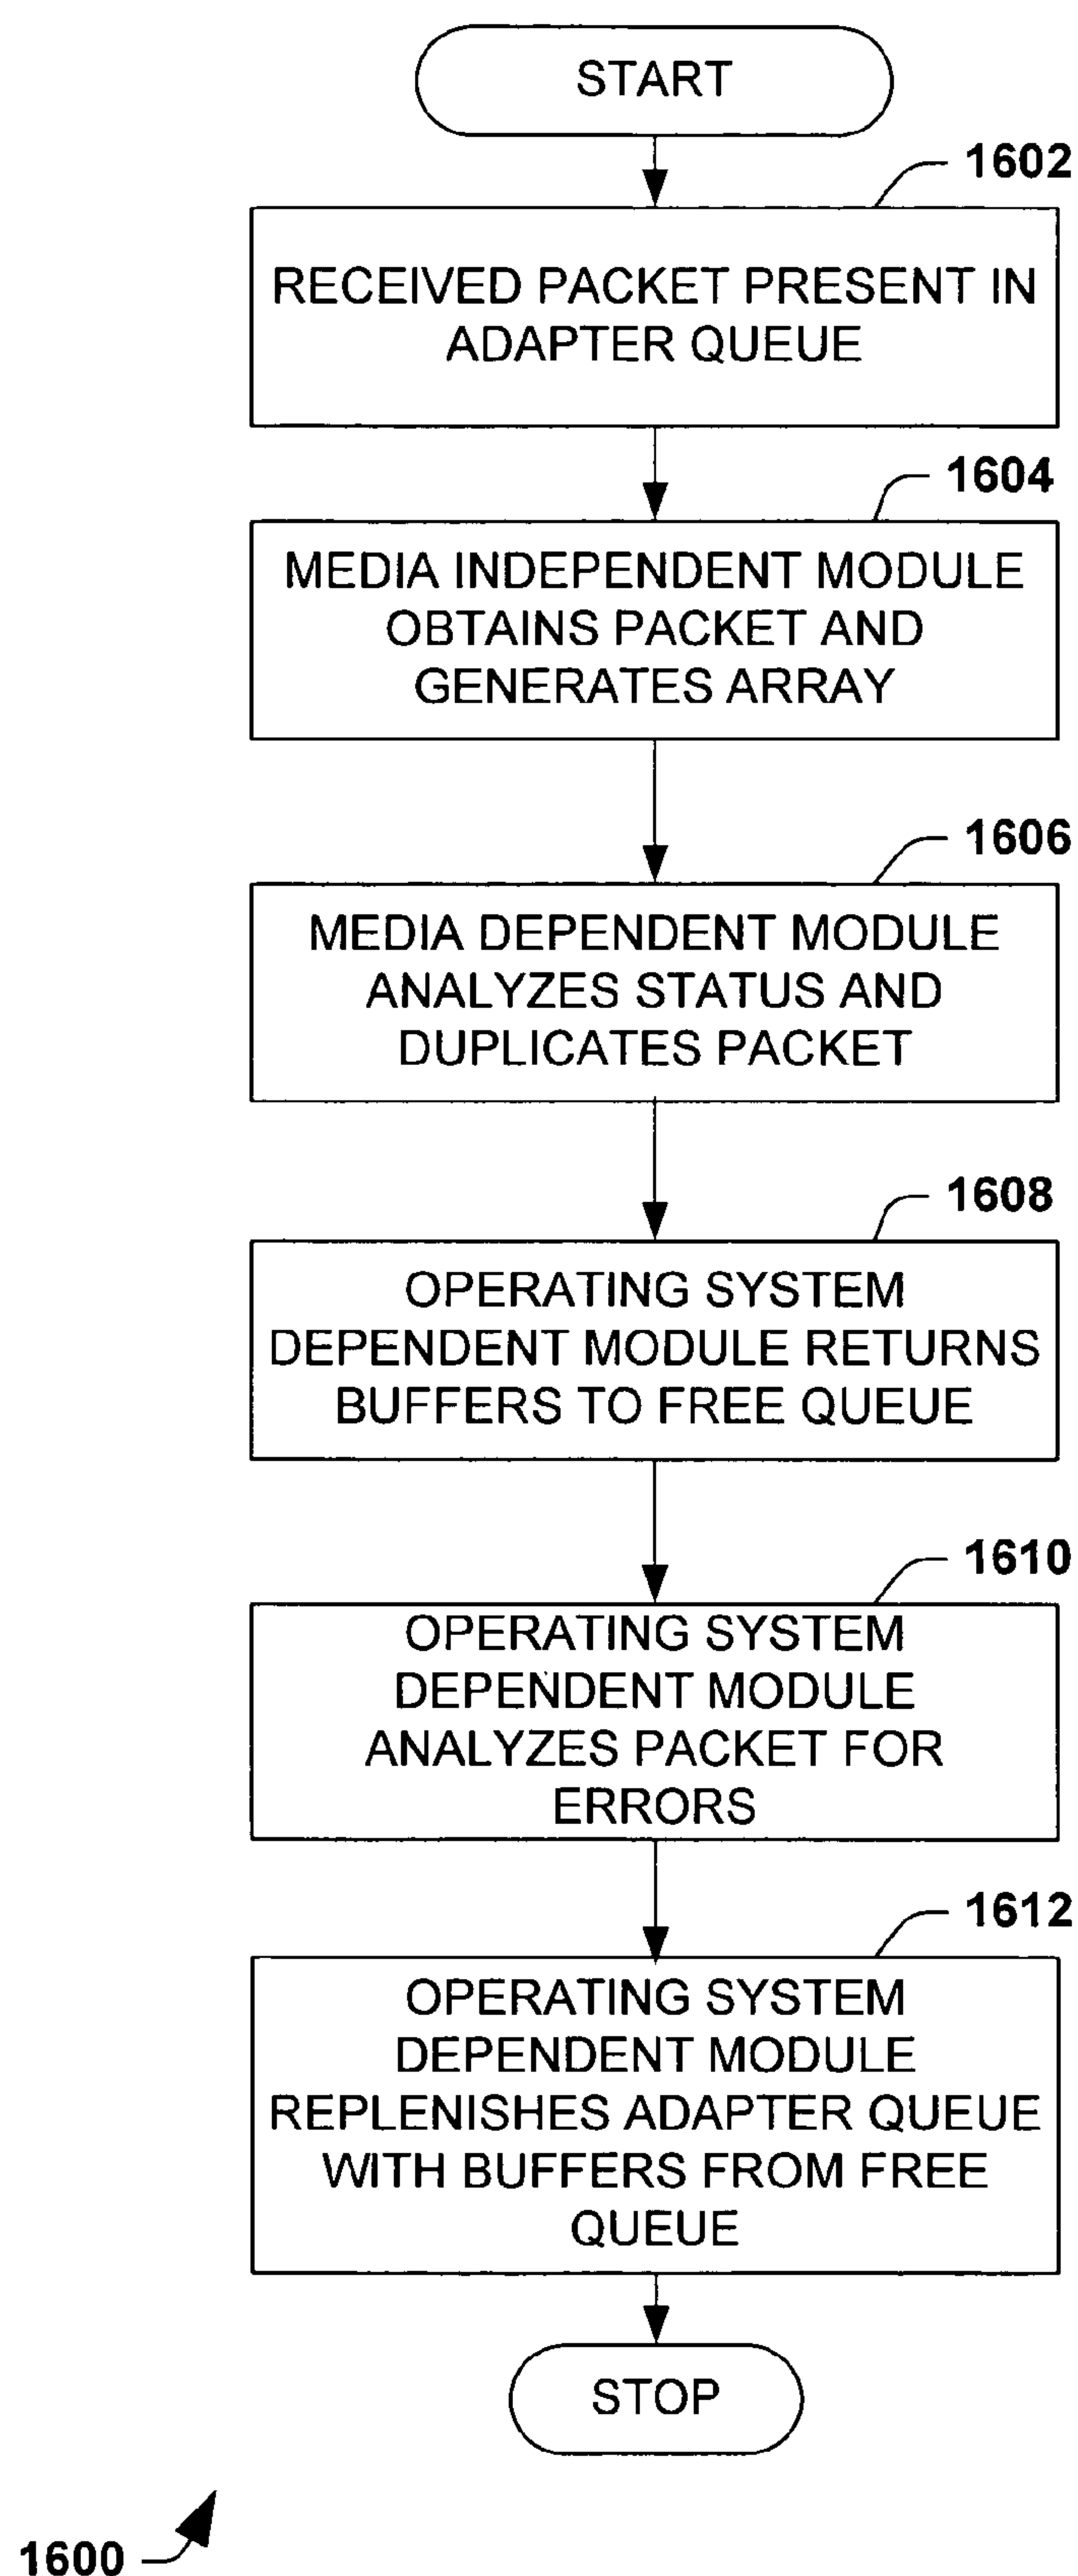 START
1602
RECEIVED PACKET PRESENT IN
ADAPTER QUEUE
1604
MEDIA INDEPENDENT MODULE
OBTAINS PACKET AND
GENERATES ARRAY
1606
MEDIA DEPENDENT MODULE
ANALYZES STATUS AND
DUPLICATES PACKET
1608
OPERATING SYSTEM
DEPENDENT MODULE RETURNS
BUFFERS TO FREE QUEUE
1610
OPERATING SYSTEM
DEPENDENT MODULE
ANALYZES PACKET FOR
ERRORS
1612
OPERATING SYSTEM
DEPENDENT MODULE
REPLENISHES ADAPTER QUEUE
WITH BUFFERS FROM FREE
QUEUE
STOP
1600